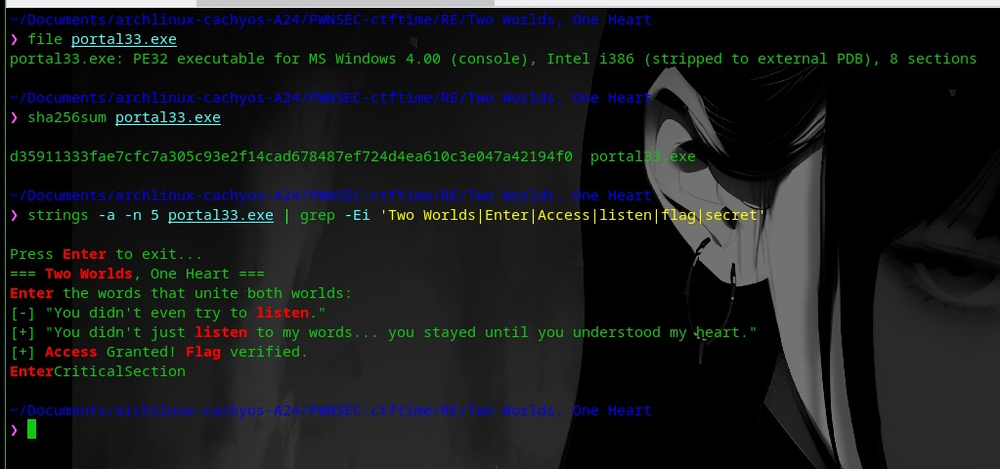 ~/Documents/archlinux-cachyos-A24/PWNSEC-ctftime/RE/Two Worlds, One Heart
❯ file portal33.exe
portal33.exe: PE32 executable for MS Windows 4.00 (console), Intel i386 (stripped to external PDB), 8 sections
~/Documents/archlinux-cachyos-A24/PWNSEC-ctftime/RE/Two Worlds, One Heart
❯ sha256sum portal33.exe
d35911333fae7cfc7a305c93e2f14cad678487ef724d4ea610c3e047a42194f0  portal33.exe
~/Documents/archlinux-cachyos-A24/PWNSEC-ctftime/RE/Two Worlds, One Heart
❯ strings -a -n 5 portal33.exe | grep -Ei 'Two Worlds|Enter|Access|listen|flag|secret'
Press Enter to exit...
=== Two Worlds, One Heart ===
Enter the words that unite both worlds:
[-] "You didn't even try to listen."
[+] "You didn't just listen to my words... you stayed until you understood my heart."
[+] Access Granted! Flag verified.
EnterCriticalSection
~/Documents/archlinux-cachyos-A24/PWNSEC-ctftime/RE/Two Worlds, One Heart
❯